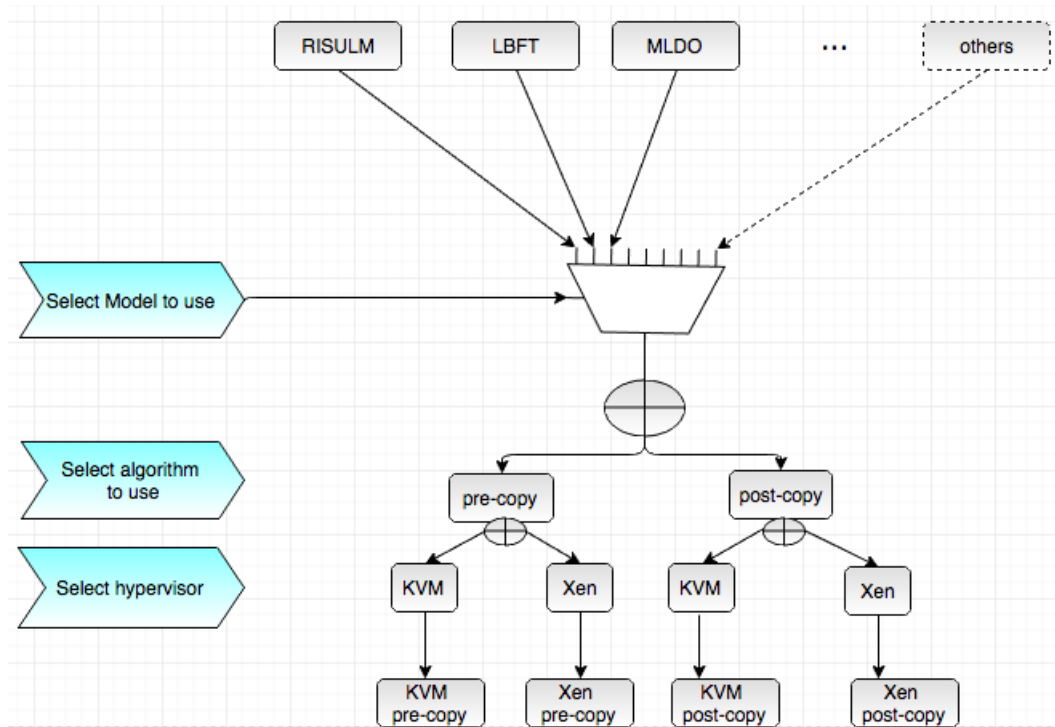 RISULM
LBFT
MLDO
...
others
Select Model to use
Select algorithm
to use
pre-copy
post-copy
Select hypervisor
KVM
Xen
KVM
Xen
KVM
pre-copy
Xen
pre-copy
KVM
post-copy
Xen
post-copy